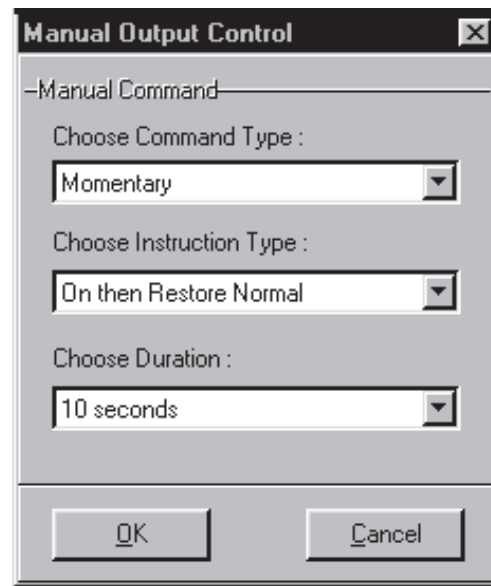 Manual Output Control
Manual Command
Choose Command Type :
Momentary
Choose Instruction Type :
On then Restore Normal
Choose Duration :
10 seconds
OK Cancel